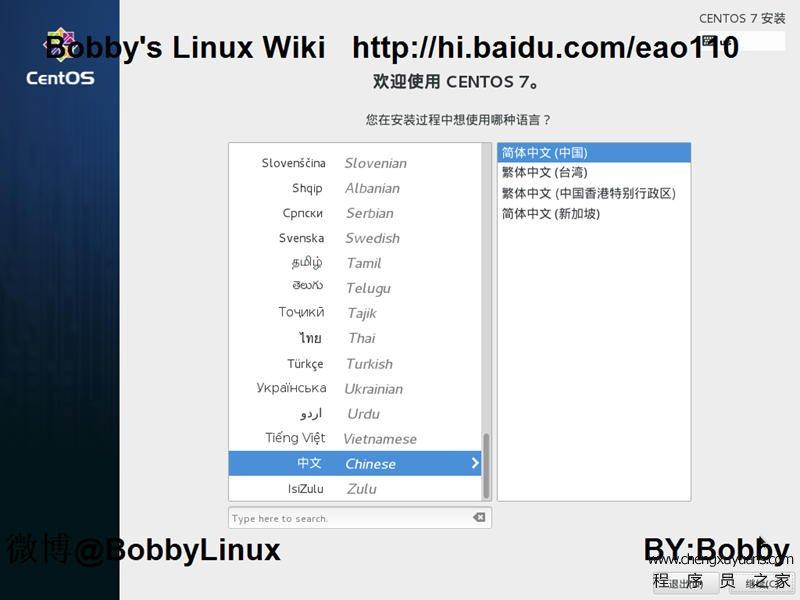 CENTOS 7 安装
Bobby's Linux Wiki http://hi.baidu.com/eao110
CentOS
欢迎使用 CENTOS 7。
您在安装过程中想使用哪种语言？
Slovenščina Slovenian
Shqip Albanian
Српски Serbian
Svenska Swedish
தமிழ் Tamil
తెలుగు Telugu
Тоҷикӣ Tajik
ไทย Thai
Türkçe Turkish
Українська Ukrainian
اردو Urdu
Tiếng Việt Vietnamese
中文 Chinese
IsiZulu Zulu
简体中文 (中国)
繁体中文 (台湾)
繁体中文 (中国香港特别行政区)
简体中文 (新加坡)
Type here to search.
微博@BobbyLinux
BY:Bobby
www.chengxuyuans.com
程序员之家